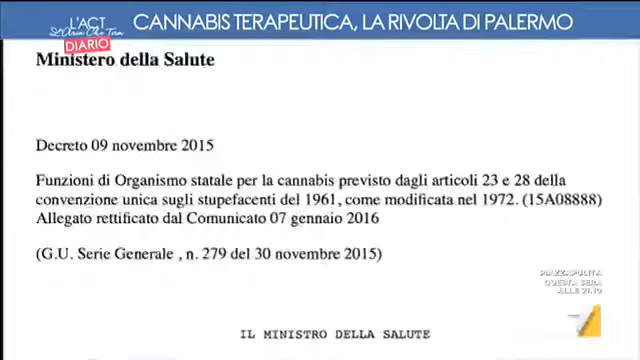 L'ACT
CANNABIS TERAPEUTICA, LA RIVOLTA DI PALERMO
L'Aria Che Tira
DIARIO
Ministero della Salute
Decreto 09 novembre 2015
Funzioni di Organismo statale per la cannabis previsto dagli articoli 23 e 28 della
convenzione unica sugli stupefacenti del 1961, come modificata nel 1972. (15A08888)
Allegato rettificato dal Comunicato 07 gennaio 2016
(G.U. Serie Generale , n. 279 del 30 novembre 2015)
PIAZZAPULITA
QUESTA SERA
ALLE 21.10
IL MINISTRO DELLA SALUTE